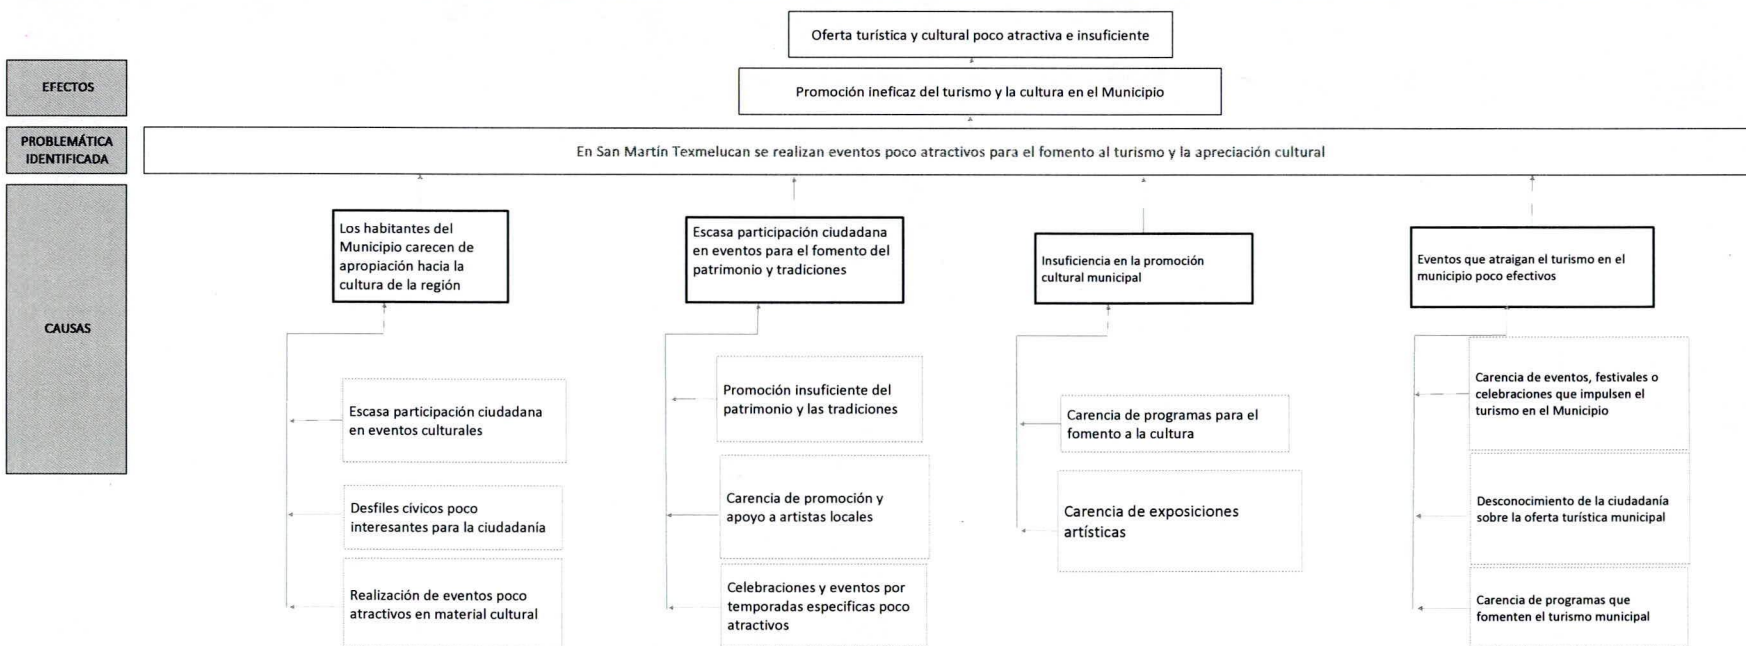 Oferta turística y cultural poco atractiva e insuficiente
EFECTOS
Promoción ineficaz del turismo y la cultura en el Municipio
PROBLEMÁTICA
IDENTIFICADA
En San Martín Texmelucan se realizan eventos poco atractivos para el fomento al turismo y la apreciación cultural
CAUSAS
Los habitantes del
Municipio carecen de
apropiación hacia la
cultura de la región
Escasa participación ciudadana
en eventos culturales
Desfiles cívicos poco
interesantes para la ciudadanía
Realización de eventos poco
atractivos en material cultural
Escasa participación ciudadana
en eventos para el fomento del
patrimonio y tradiciones
Promoción insuficiente del
patrimonio y las tradiciones
Carencia de promoción y
apoyo a artistas locales
Celebraciones y eventos por
temporadas especificas poco
atractivos
Insuficiencia en la promoción
cultural municipal
Carencia de programas para el
fomento a la cultura
Carencia de exposiciones
artísticas
Eventos que atraigan el turismo en el
municipio poco efectivos
Carencia de eventos, festivales o
celebraciones que impulsen el
turismo en el Municipio
Desconocimiento de la ciudadanía
sobre la oferta turística municipal
Carencia de programas que
fomenten el turismo municipal